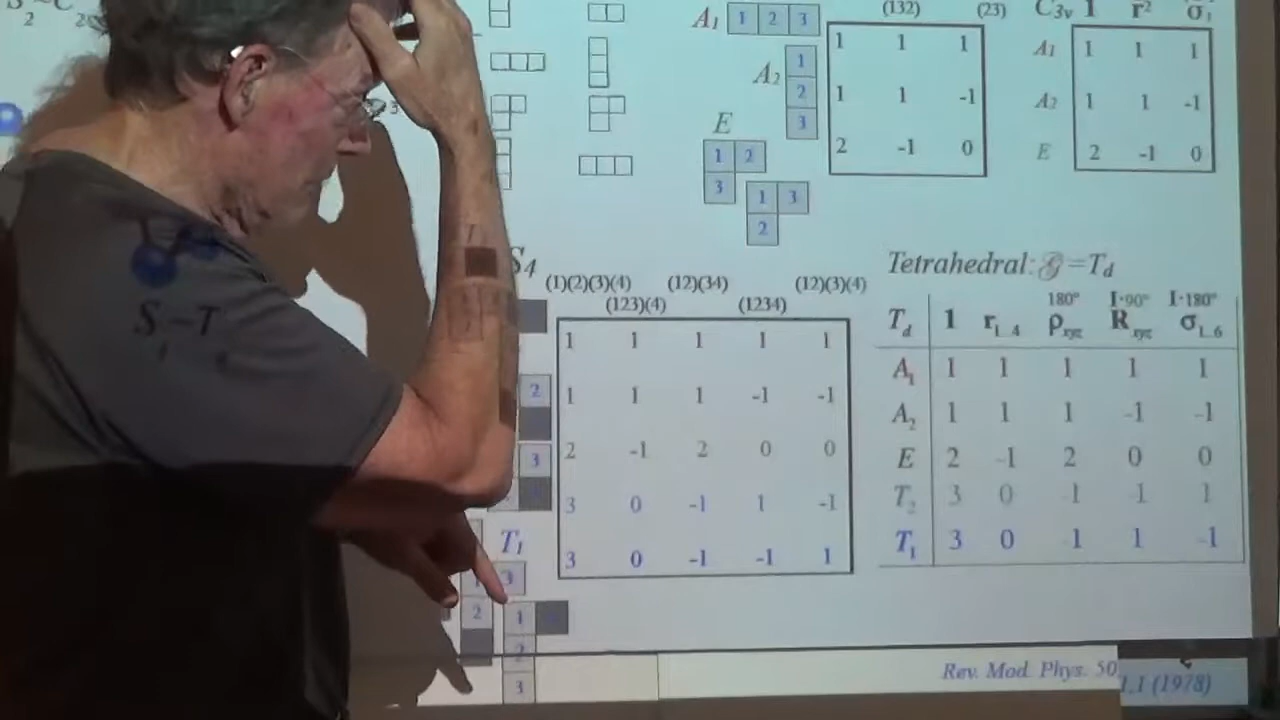 (132) (23) C3v 1 r² σ1
A1 1 2 3
1 1 1
A1 1 1 1
A2 1
2
3
1 1 -1
A2 1 1 -1
E
1 2
3
1 3
2
2 -1 0
E 2 -1 0
S4
(1)(2)(3)(4) (12)(34) (12)(3)(4)
(123)(4) (1234)
1 1 1 1 1
2 1 1 1 -1 -1
2 -1 2 0 0
3
3 0 -1 1 -1
3 0 -1 -1 1
Tetrahedral: G=Td
180° I·90° I·180°
Td 1 r1..4 ρxyz Rxyz σ1..6
A1 1 1 1 1 1
A2 1 1 1 -1 -1
E 2 -1 2 0 0
T2 3 0 -1 -1 1
T1 3 0 -1 1 -1
T1
3
2 1
2
3
Rev. Mod. Phys. 50,1,1 (1978)